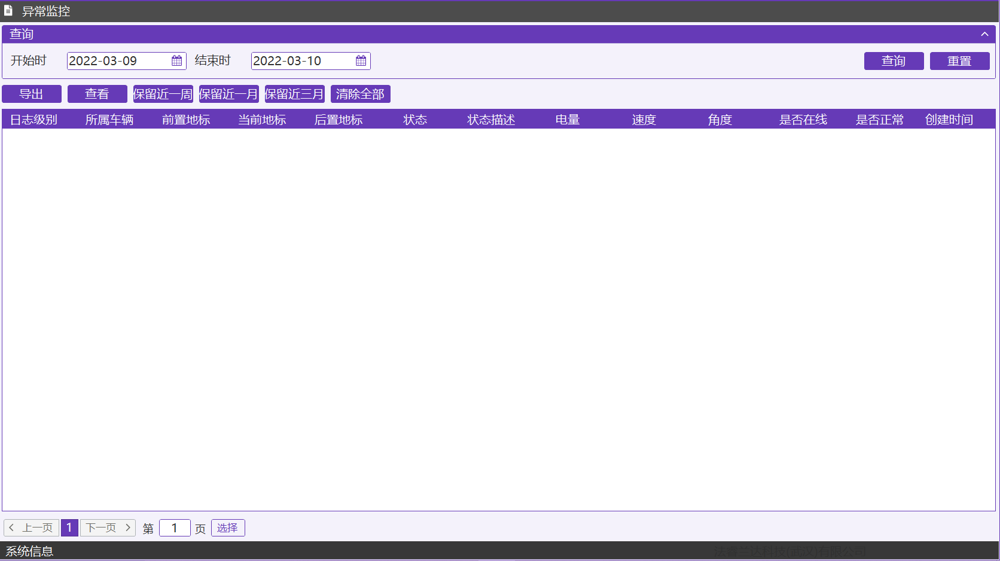 异常监控
查询
开始时 2022-03-09 结束时 2022-03-10 查询 重置
导出 查看 保留近一周 保留近一月 保留近三月 清除全部
日志级别 所属车辆 前置地标 当前地标 后置地标 状态 状态描述 电量 速度 角度 是否在线 是否正常 创建时间
上一页 1 下一页 第 1 页 选择
系统信息 法睿兰达科技(武汉)有限公司